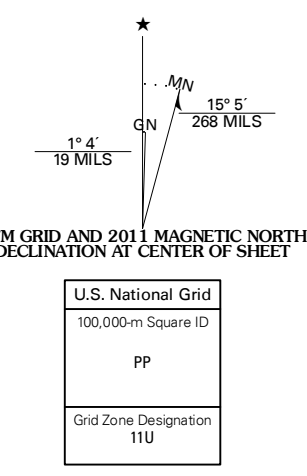 MN
GN
15° 5´
268 MILS
1° 4´
19 MILS
M GRID AND 2011 MAGNETIC NORTH
DECLINATION AT CENTER OF SHEET
U.S. National Grid
100,000-m Square ID
PP
Grid Zone Designation
11U